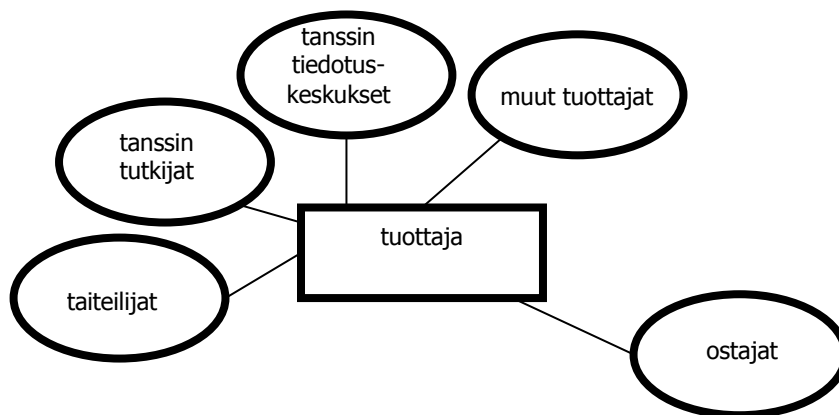 tanssin
tiedotus-
keskukset
muut tuottajat
tanssin
tutkijat
tuottaja
taiteilijat
ostajat